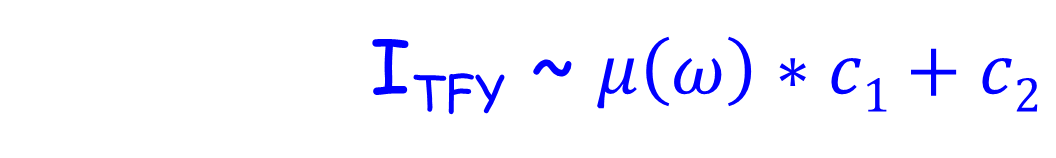 I_TFY ~ μ(ω) * c₁ + c₂